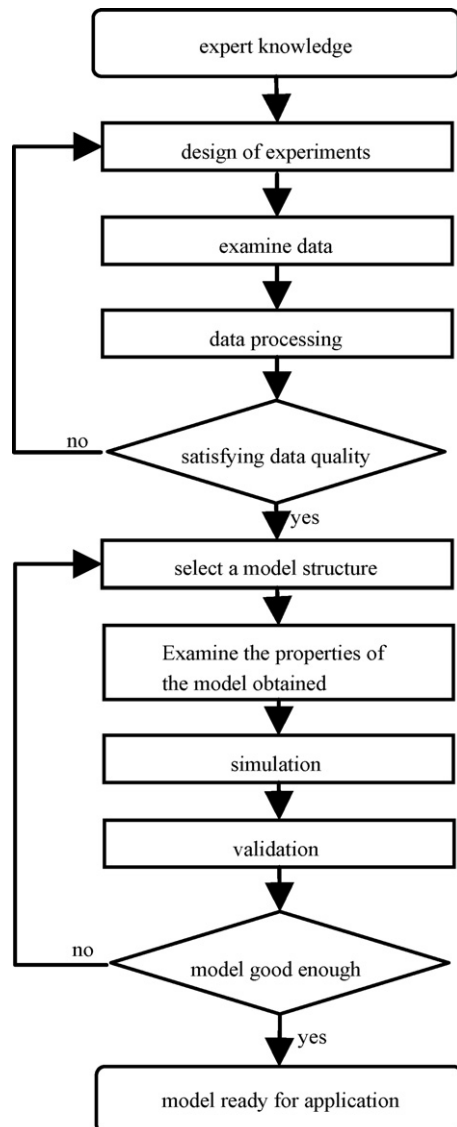 expert knowledge
design of experiments
examine data
data processing
no
satisfying data quality
yes
select a model structure
Examine the properties of
the model obtained
simulation
validation
no
model good enough
yes
model ready for application